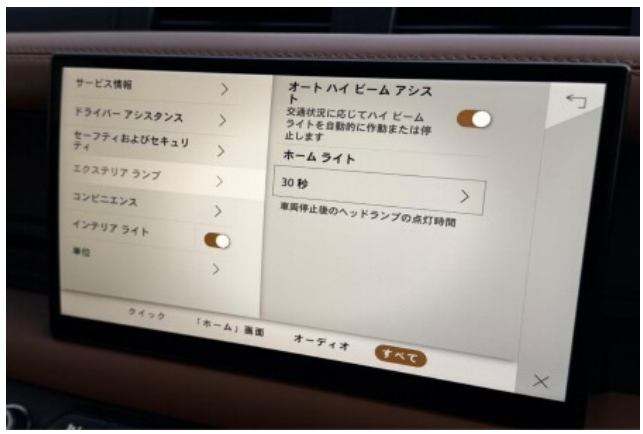 サービス情報
ドライバー アシスタンス
セーフティおよびセキュリ
ティ
エクステリア ランプ
コンビニエンス
インテリア ライト
単位
オート ハイ ビーム アシス
ト
交通状況に応じてハイ ビーム
ライトを自動的に作動または停
止します
ホーム ライト
30 秒
車両停止後のヘッドランプの点灯時間
クイック
「ホーム」画面
オーディオ
すべて